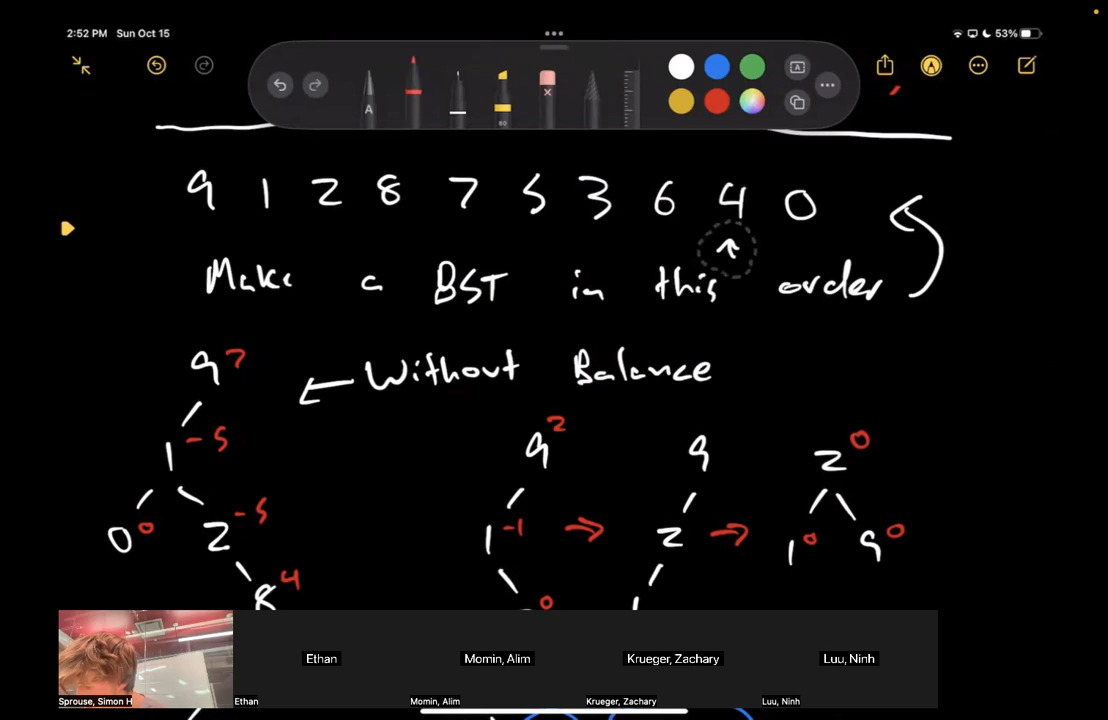 2:52 PM Sun Oct 15
53%
A
80
A
9 1 2 8 7 5 3 6 4 0
Make a BST in this order
9 7
Without Balance
1 -5
0 0
2 -5
8 4
9 2
1 -1
0
9
2
1
2 0
1 0
9 0
Ethan
Momin, Alim
Krueger, Zachary
Luu, Ninh
Sprouse, Simon H
Ethan
Momin, Alim
Krueger, Zachary
Luu, Ninh